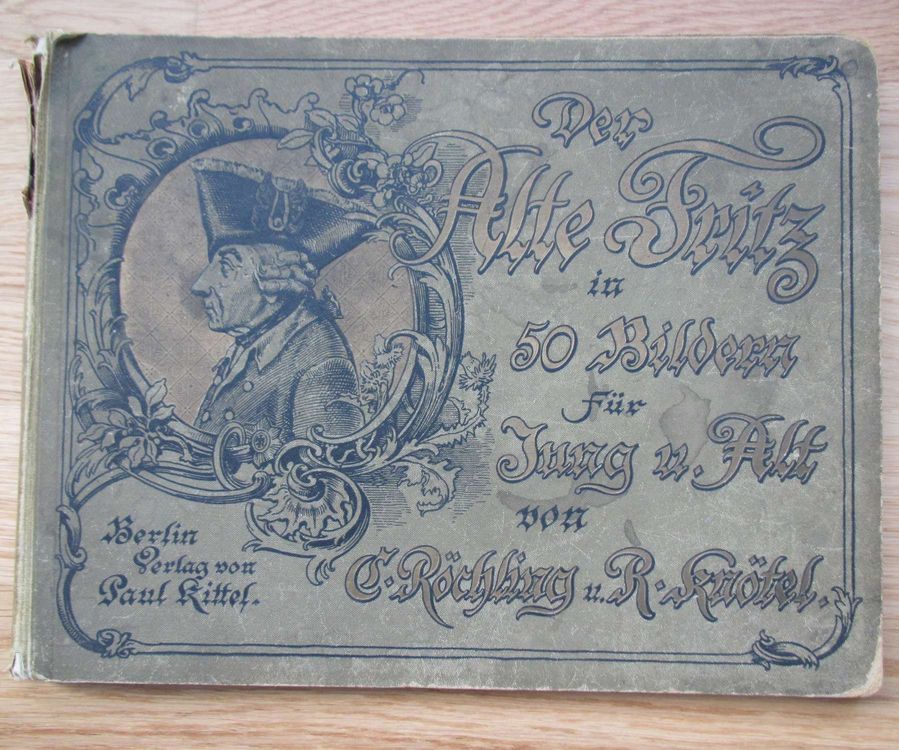 Der
Alte Fritz
in
50 Bildern
Für
Jung u. Alt
von
C. Röchling u. R. Knötel.
Berlin
Verlag von
Paul Kittel.